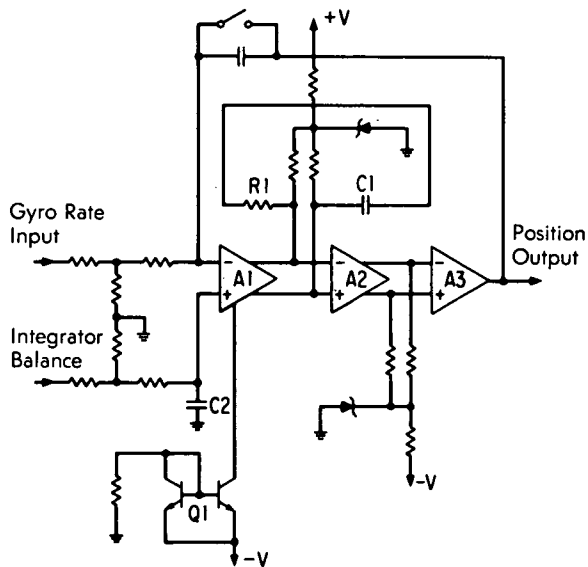 +V
R1
C1
Gyro Rate
Input
A1
A2
A3
Position
Output
Integrator
Balance
C2
Q1
-V
-V